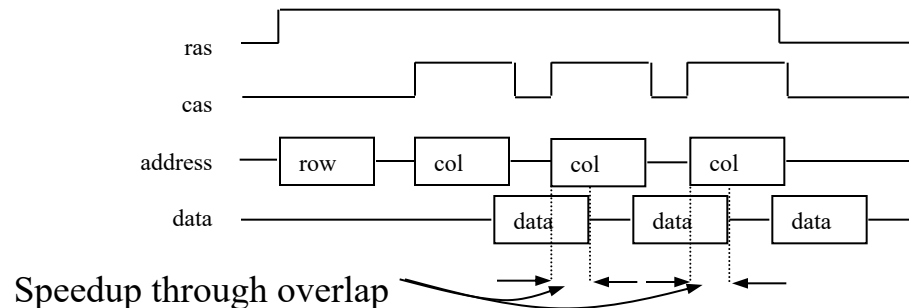 ras
cas
address row col col col
data data data data
Speedup through overlap